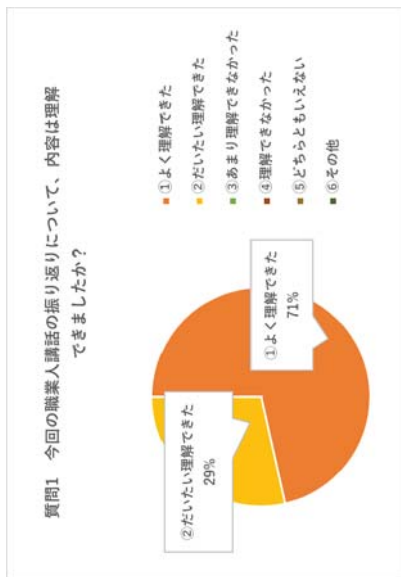 質問1　今回の職業人講話の振り返りについて、内容は理解
できましたか？
②だいたい理解できた
29%
①よく理解できた
71%
①よく理解できた
②だいたい理解できた
③あまり理解できなかった
④理解できなかった
⑤どちらともいえない
⑥その他